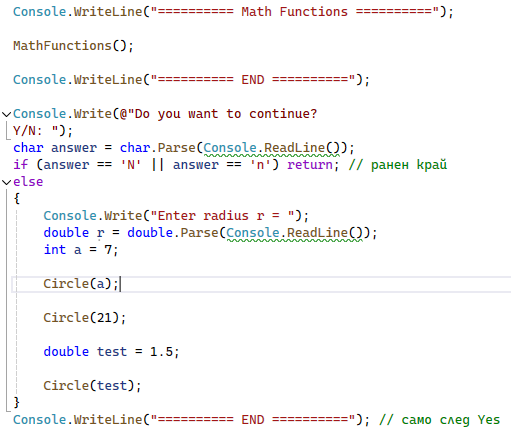 Console.WriteLine("========== Math Functions ==========");
MathFunctions();
Console.WriteLine("========== END ==========");
Console.Write(@"Do you want to continue?
Y/N: ");
char answer = char.Parse(Console.ReadLine());
if (answer == 'N' || answer == 'n') return; // ранен край
else
{
Console.Write("Enter radius r = ");
double r = double.Parse(Console.ReadLine());
int a = 7;
Circle(a);
Circle(21);
double test = 1.5;
Circle(test);
}
Console.WriteLine("========== END ==========");  // само след Yes